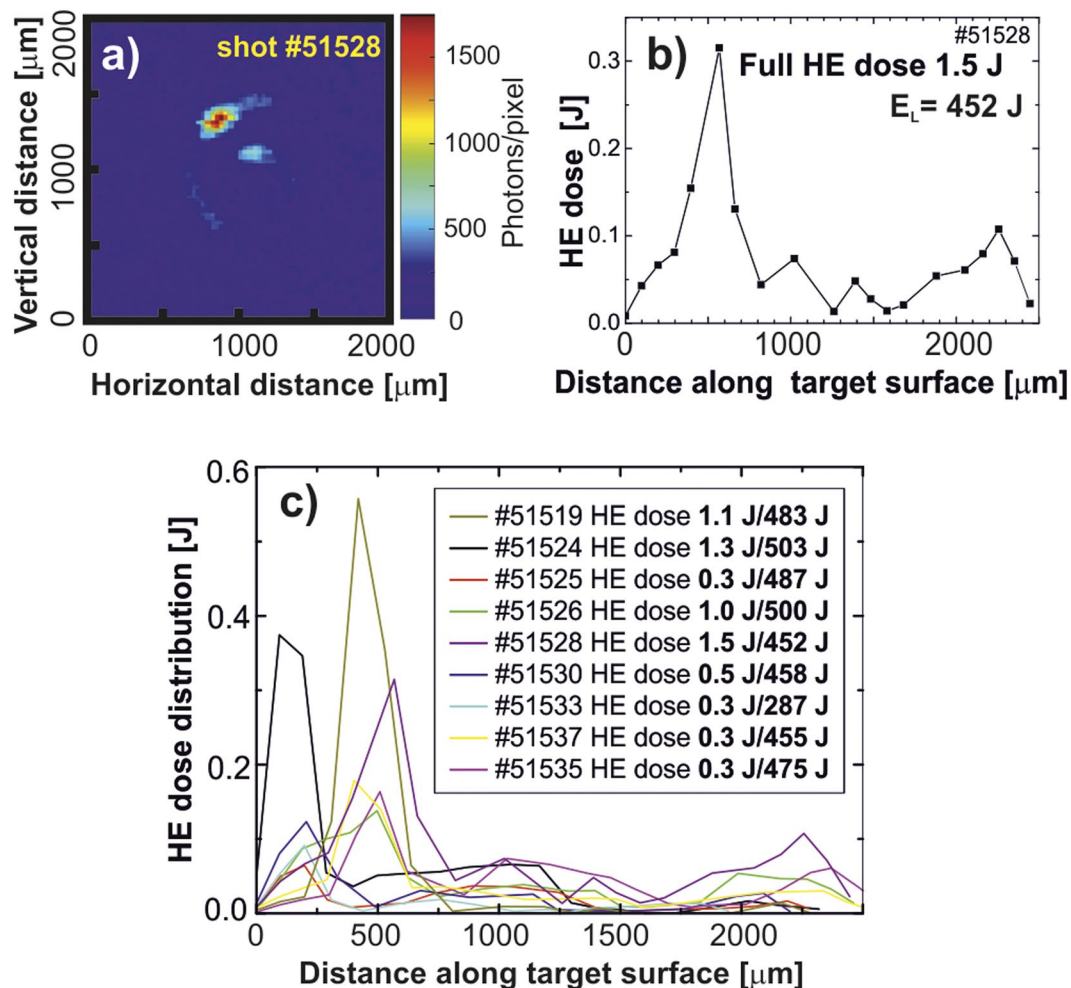 a)
shot #51528
Vertical distance [μm]
2000
1000
0
0
1000
2000
Horizontal distance [μm]
1500
1000
500
0
Photons/pixel
b)
#51528
Full HE dose 1.5 J
E_L= 452 J
HE dose [J]
0.3
0.2
0.1
0.0
0
1000
2000
Distance along target surface [μm]
c)
HE dose distribution [J]
0.6
0.4
0.2
0.0
#51519 HE dose 1.1 J/483 J
#51524 HE dose 1.3 J/503 J
#51525 HE dose 0.3 J/487 J
#51526 HE dose 1.0 J/500 J
#51528 HE dose 1.5 J/452 J
#51530 HE dose 0.5 J/458 J
#51533 HE dose 0.3 J/287 J
#51537 HE dose 0.3 J/455 J
#51535 HE dose 0.3 J/475 J
0
500
1000
1500
2000
Distance along target surface [μm]